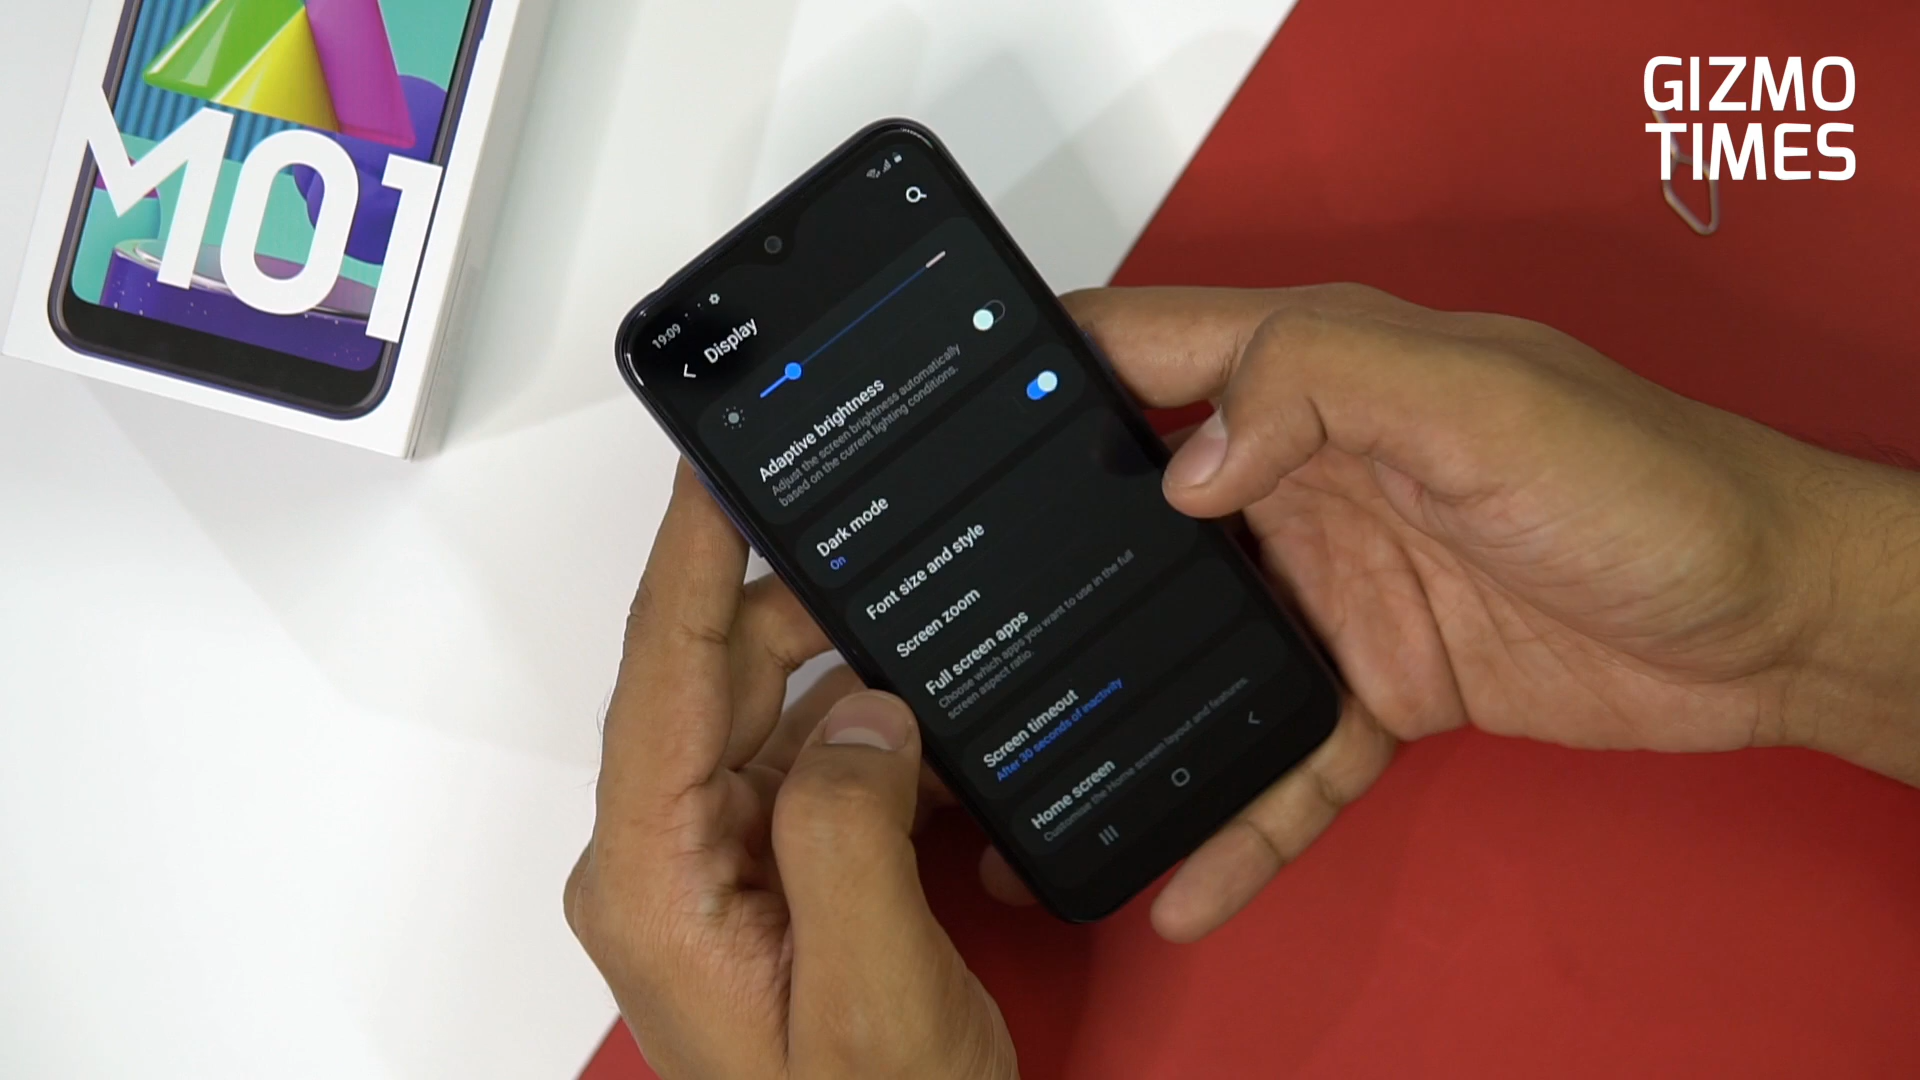 M01
GIZMO
TIMES
19:09
Display
Adaptive brightness
Adjust the screen brightness automatically
based on the current lighting conditions.
Dark mode
On
Font size and style
Screen zoom
Full screen apps
Choose which apps you want to use in the full
screen aspect ratio.
Screen timeout
After 30 seconds of inactivity
Home screen
Customise the Home screen layout and features.